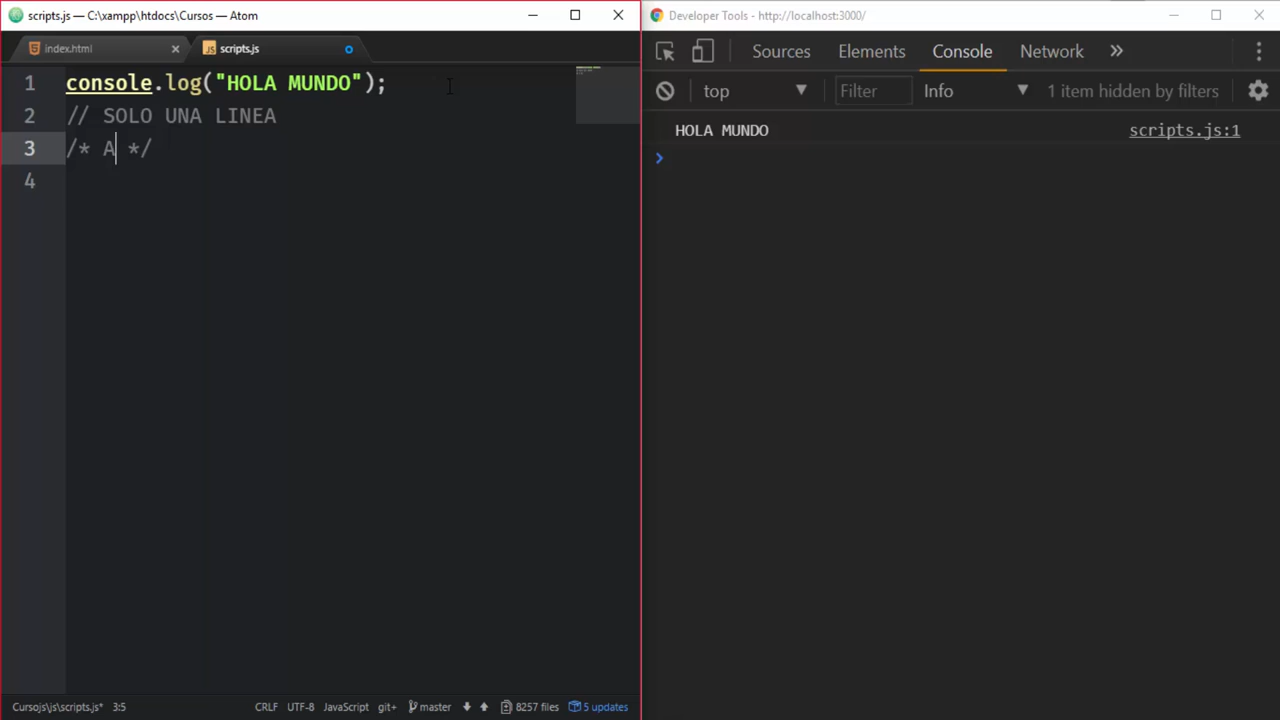 scripts.js — C:\xampp\htdocs\Cursos — Atom
index.html
scripts.js
1 console.log("HOLA MUNDO");
2 // SOLO UNA LINEA
3 /* A */
4
Cursojs\js\scripts.js* 3:5 CRLF UTF-8 JavaScript git+ master 8257 files 5 updates
Developer Tools - http://localhost:3000/
Sources Elements Console Network »
top Filter Info 1 item hidden by filters
HOLA MUNDO scripts.js:1